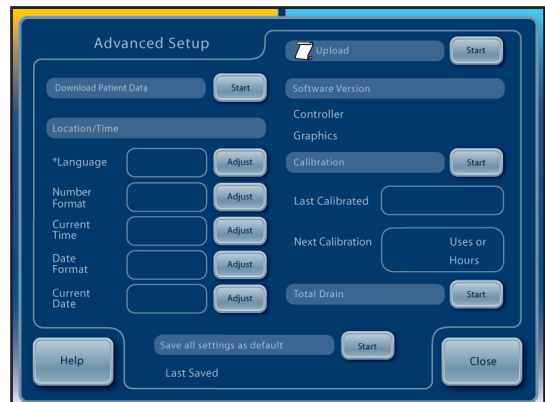 Advanced Setup
Download Patient Data
Start
Location/Time
*Language
Adjust
Number
Format
Adjust
Current
Time
Adjust
Date
Format
Adjust
Current
Date
Adjust
Upload
Start
Software Version
Controller
Graphics
Calibration
Start
Last Calibrated
Next Calibration
Uses or
Hours
Total Drain
Start
Help
Save all settings as default
Start
Last Saved
Close